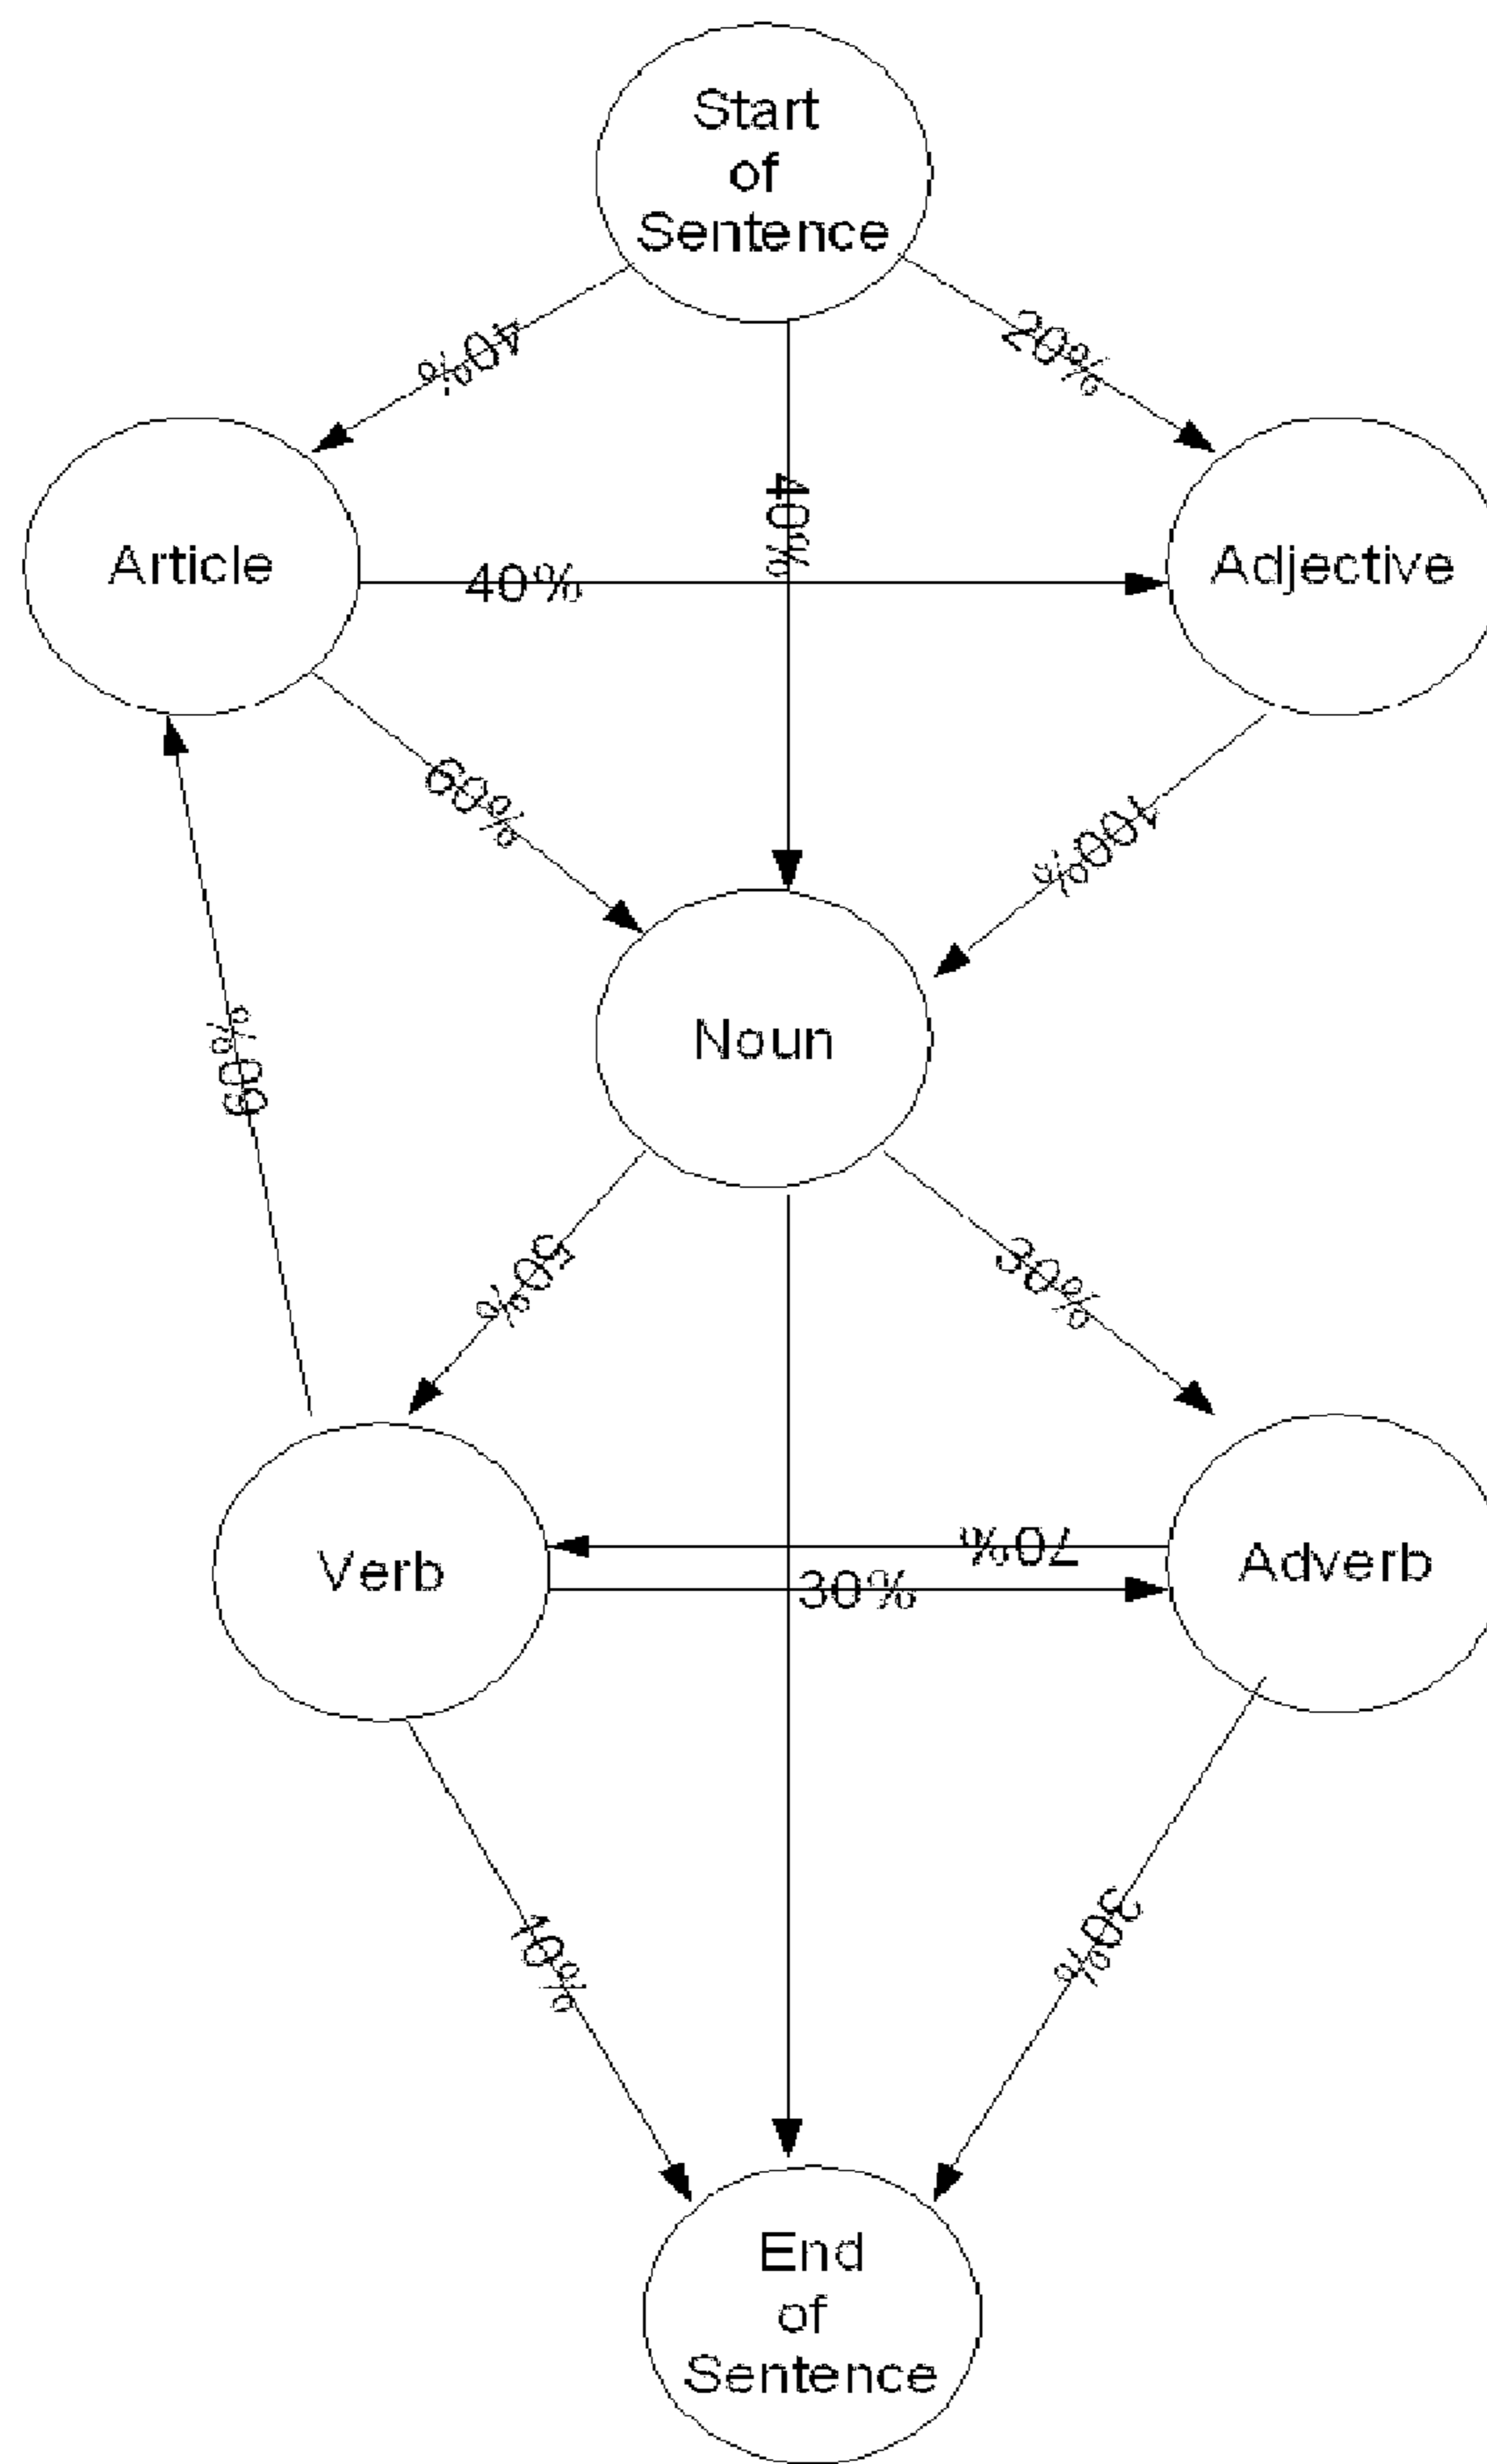 Start
of
Sentence
40%
20%
40%
Article
40%
Adjective
60%
100%
Noun
60%
50%
30%
70%
Verb
30%
Adverb
10%
30%
End
of
Sentence